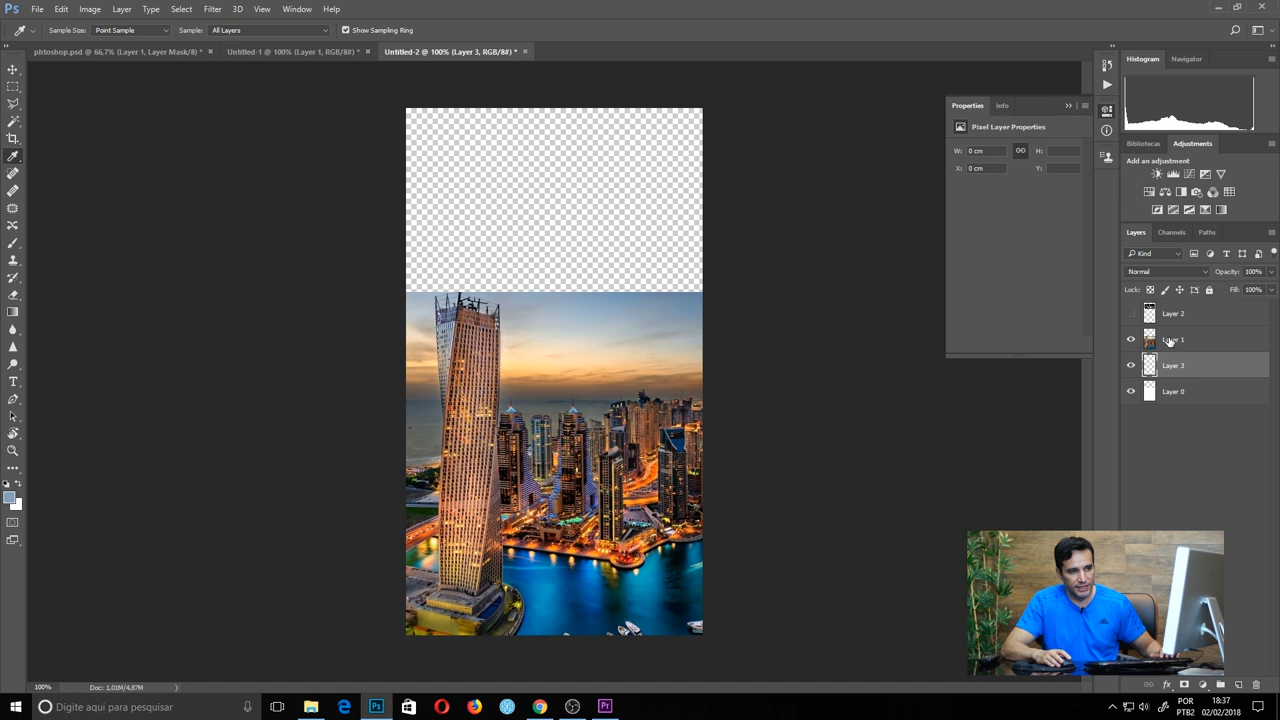 Ps File Edit Image Layer Type Select Filter 3D View Window Help
Sample Size: Point Sample Sample: All Layers Show Sampling Ring
phtoshop.psd @ 66,7% (Layer 1, Layer Mask/8) * × Untitled-1 @ 100% (Layer 1, RGB/8#) * × Untitled-2 @ 100% (Layer 3, RGB/8#) * ×
Histogram Navigator
Properties Info
Pixel Layer Properties
W: 0 cm H:
X: 0 cm Y:
Bibliotecas Adjustments
Add an adjustment
Layers Channels Paths
Kind
Normal Opacity: 100%
Lock: Fill: 100%
Layer 2
Layer 1
Layer 3
Layer 0
100% Doc: 1,01M/4,87M
Digite aqui para pesquisar
Ps
Pr
POR
PTB2
18:37
02/02/2018